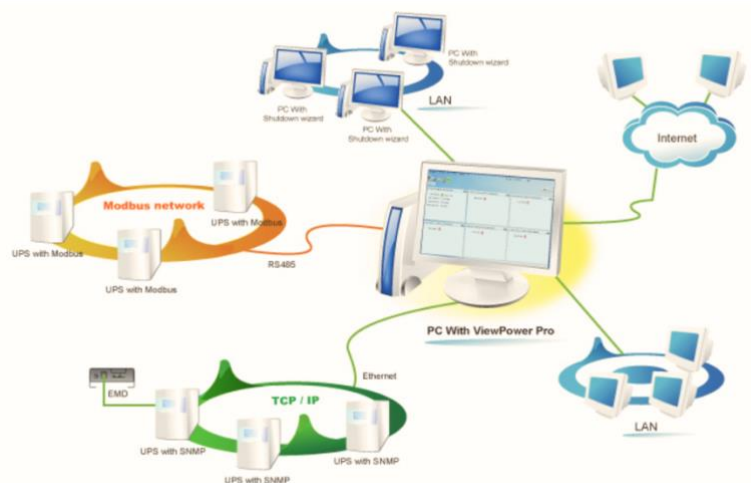 PC With
Shutdown wizard
PC With
Shutdown wizard
PC With
Shutdown wizard
LAN
Internet
Modbus network
UPS with Modbus
UPS with Modbus
UPS with Modbus
RS485
PC With ViewPower Pro
Ethernet
EMD
TCP / IP
UPS with SNMP
UPS with SNMP
UPS with SNMP
LAN